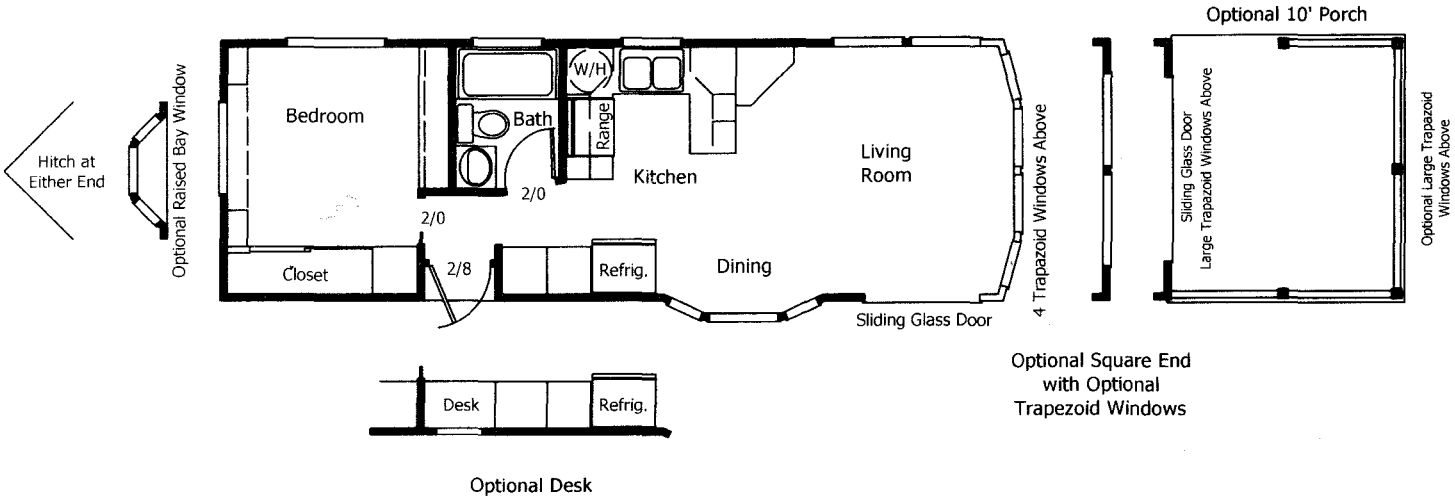 Optional 10' Porch
Hitch at
Either End
Optional Raised Bay Window
Bedroom
Closet
2/0
2/8
Bath
2/0
W/H
Range
Kitchen
Refrig.
Dining
Living
Room
Sliding Glass Door
4 Trapazoid Windows Above
Sliding Glass Door
Large Trapazoid Windows Above
Optional Large Trapazoid
Windows Above
Optional Square End
with Optional
Trapezoid Windows
Desk
Refrig.
Optional Desk